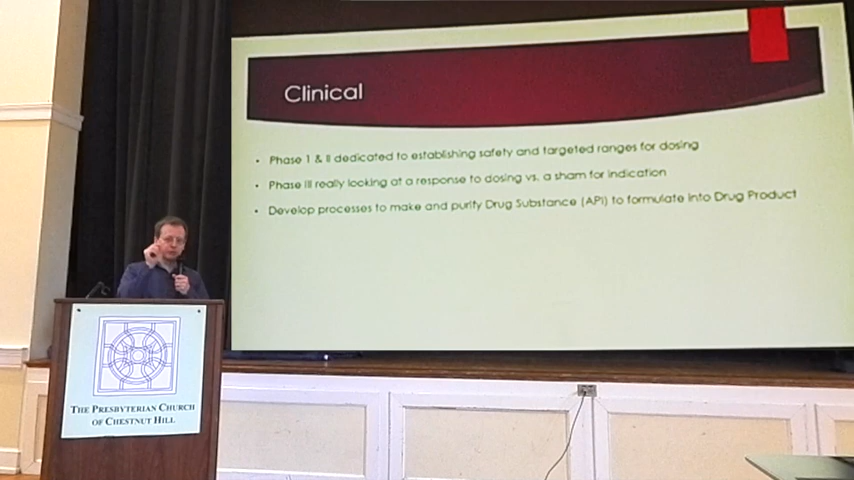 Clinical
Phase 1 & II dedicated to establishing safety and targeted ranges for dosing
Phase III really looking at a response to dosing vs. a sham for indication
Develop processes to make and purify Drug Substance (API) to formulate into Drug Product
THE PRESBYTERIAN CHURCH
OF CHESTNUT HILL